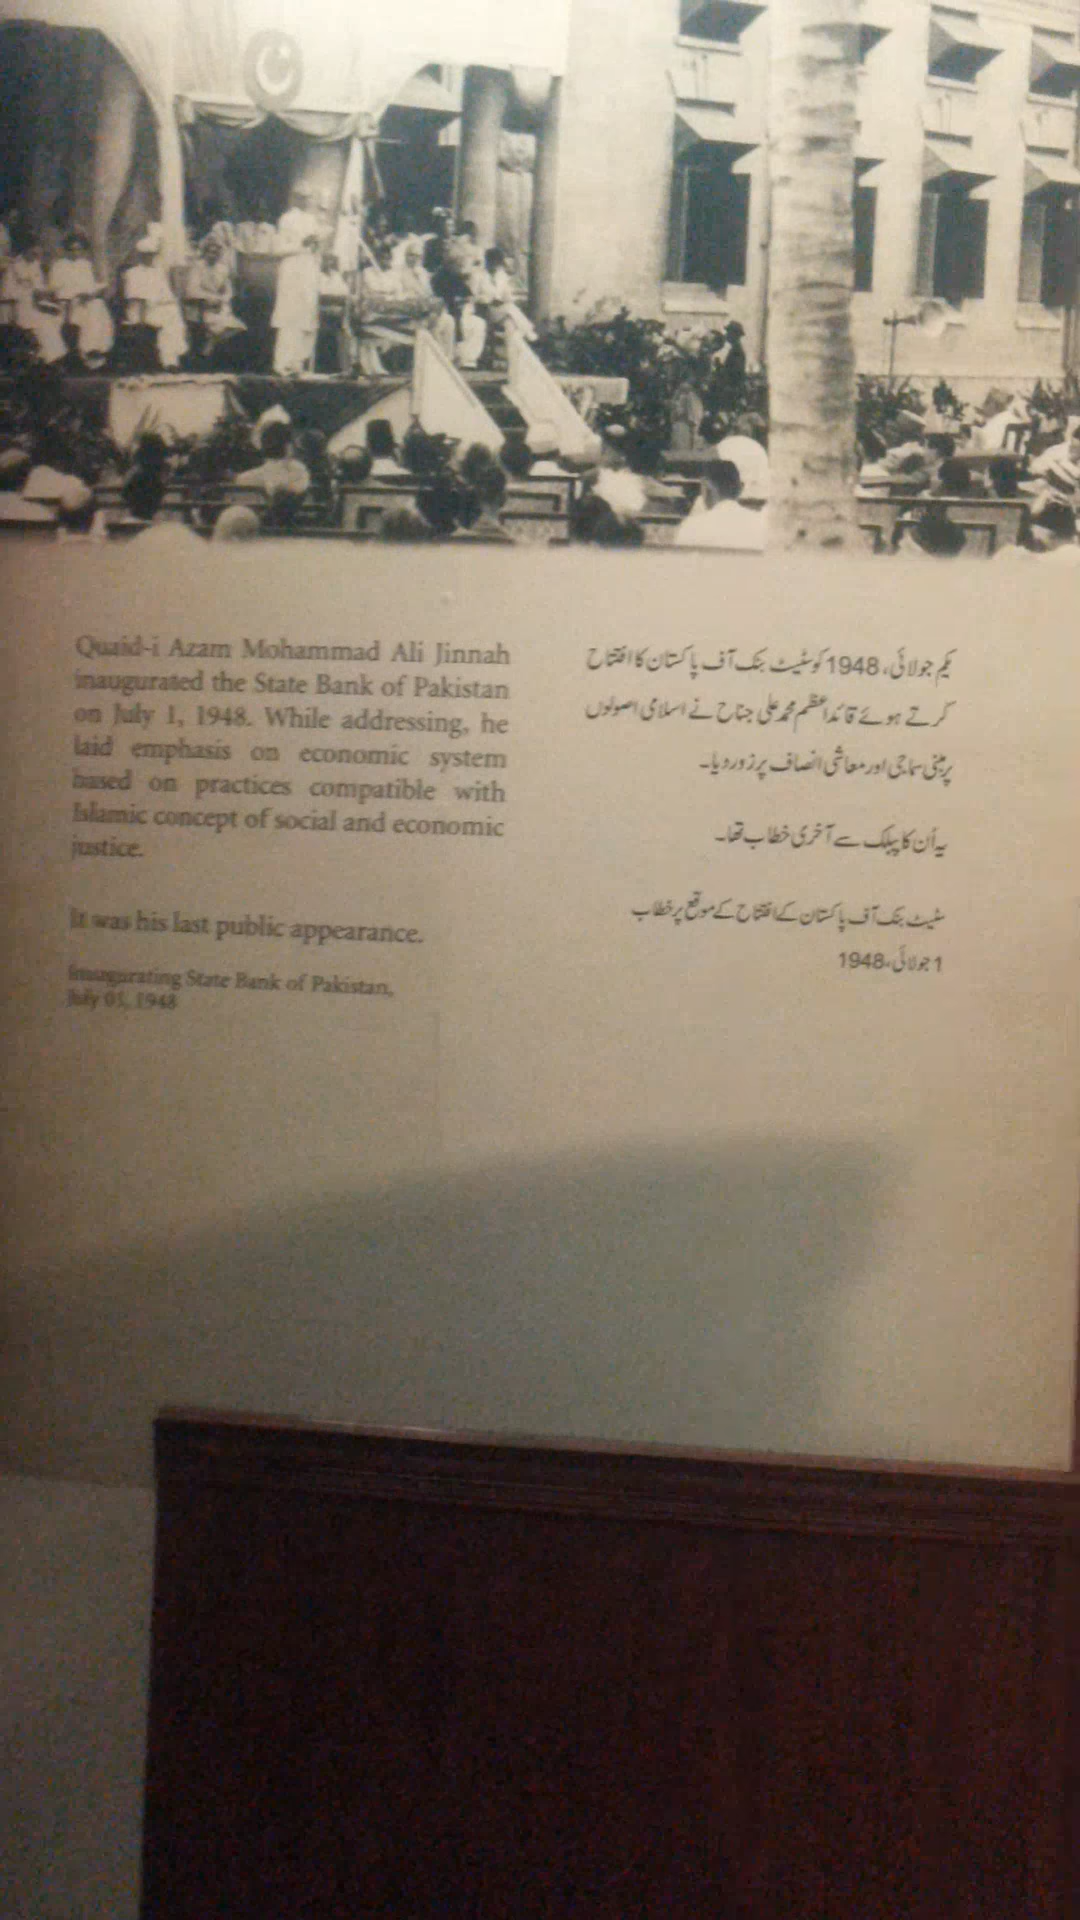 Quaid-i Azam Mohammad Ali Jinnah
inaugurated the State Bank of Pakistan
on July 1, 1948. While addressing, he
laid emphasis on economic system
based on practices compatible with
Islamic concept of social and economic
justice.
It was his last public appearance.
Inaugurating State Bank of Pakistan,
July 01, 1948
یکم جولائی، 1948 کو سٹیٹ بنک آف پاکستان کا افتتاح
کرتے ہوئے قائداعظم محمد علی جناح نے اسلامی اصولوں
پر مبنی سماجی اور معاشی انصاف پر زور دیا۔
یہ اُن کا پبلک سے آخری خطاب تھا۔
سٹیٹ بنک آف پاکستان کے افتتاح کے موقع پر خطاب
1 جولائی، 1948